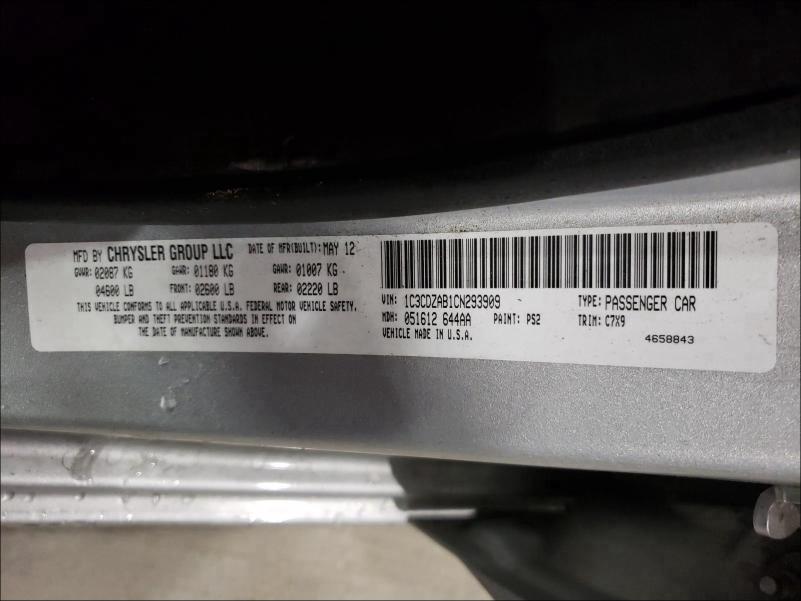 MFD BY CHRYSLER GROUP LLC DATE OF MFR(BUILT): MAY 12
GVWR: 02087 KG GAWR: 01180 KG GAWR: 01007 KG
04600 LB FRONT: 02600 LB REAR: 02220 LB
THIS VEHICLE CONFORMS TO ALL APPLICABLE U.S.A. FEDERAL MOTOR VEHICLE SAFETY,
BUMPER AND THEFT PREVENTION STANDARDS IN EFFECT ON
THE DATE OF MANUFACTURE SHOWN ABOVE.
VIN: 1C3CDZAB1CN293909 TYPE: PASSENGER CAR
MDH: 051612 644AA PAINT: PS2 TRIM: C7X9
VEHICLE MADE IN U.S.A. 4658843